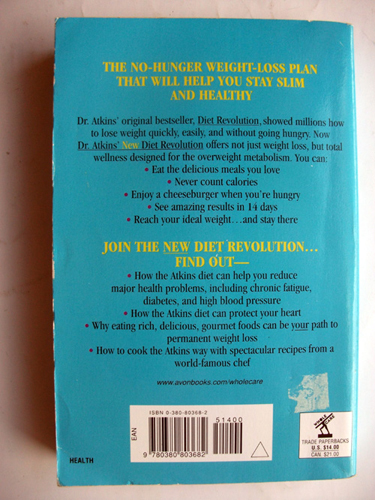 THE NO-HUNGER WEIGHT-LOSS PLAN
THAT WILL HELP YOU STAY SLIM
AND HEALTHY
Dr. Atkins' original bestseller, Diet Revolution, showed millions how
to lose weight quickly, easily, and without going hungry. Now
Dr. Atkins' New Diet Revolution offers not just weight loss, but total
wellness designed for the overweight metabolism. You can:
• Eat the delicious meals you love
• Never count calories
• Enjoy a cheeseburger when you're hungry
• See amazing results in 14 days
• Reach your ideal weight...and stay there
JOIN THE NEW DIET REVOLUTION...
FIND OUT—
• How the Atkins diet can help you reduce
major health problems, including chronic fatigue,
diabetes, and high blood pressure
• How the Atkins diet can protect your heart
• Why eating rich, delicious, gourmet foods can be your path to
permanent weight loss
• How to cook the Atkins way with spectacular recipes from a
world-famous chef
www.avonbooks.com/wholecare
ISBN 0-380-80368-2
51400
EAN
9 780380 803682
HEALTH
TRADE PAPERBACKS
U.S. $14.00
CAN. $21.00